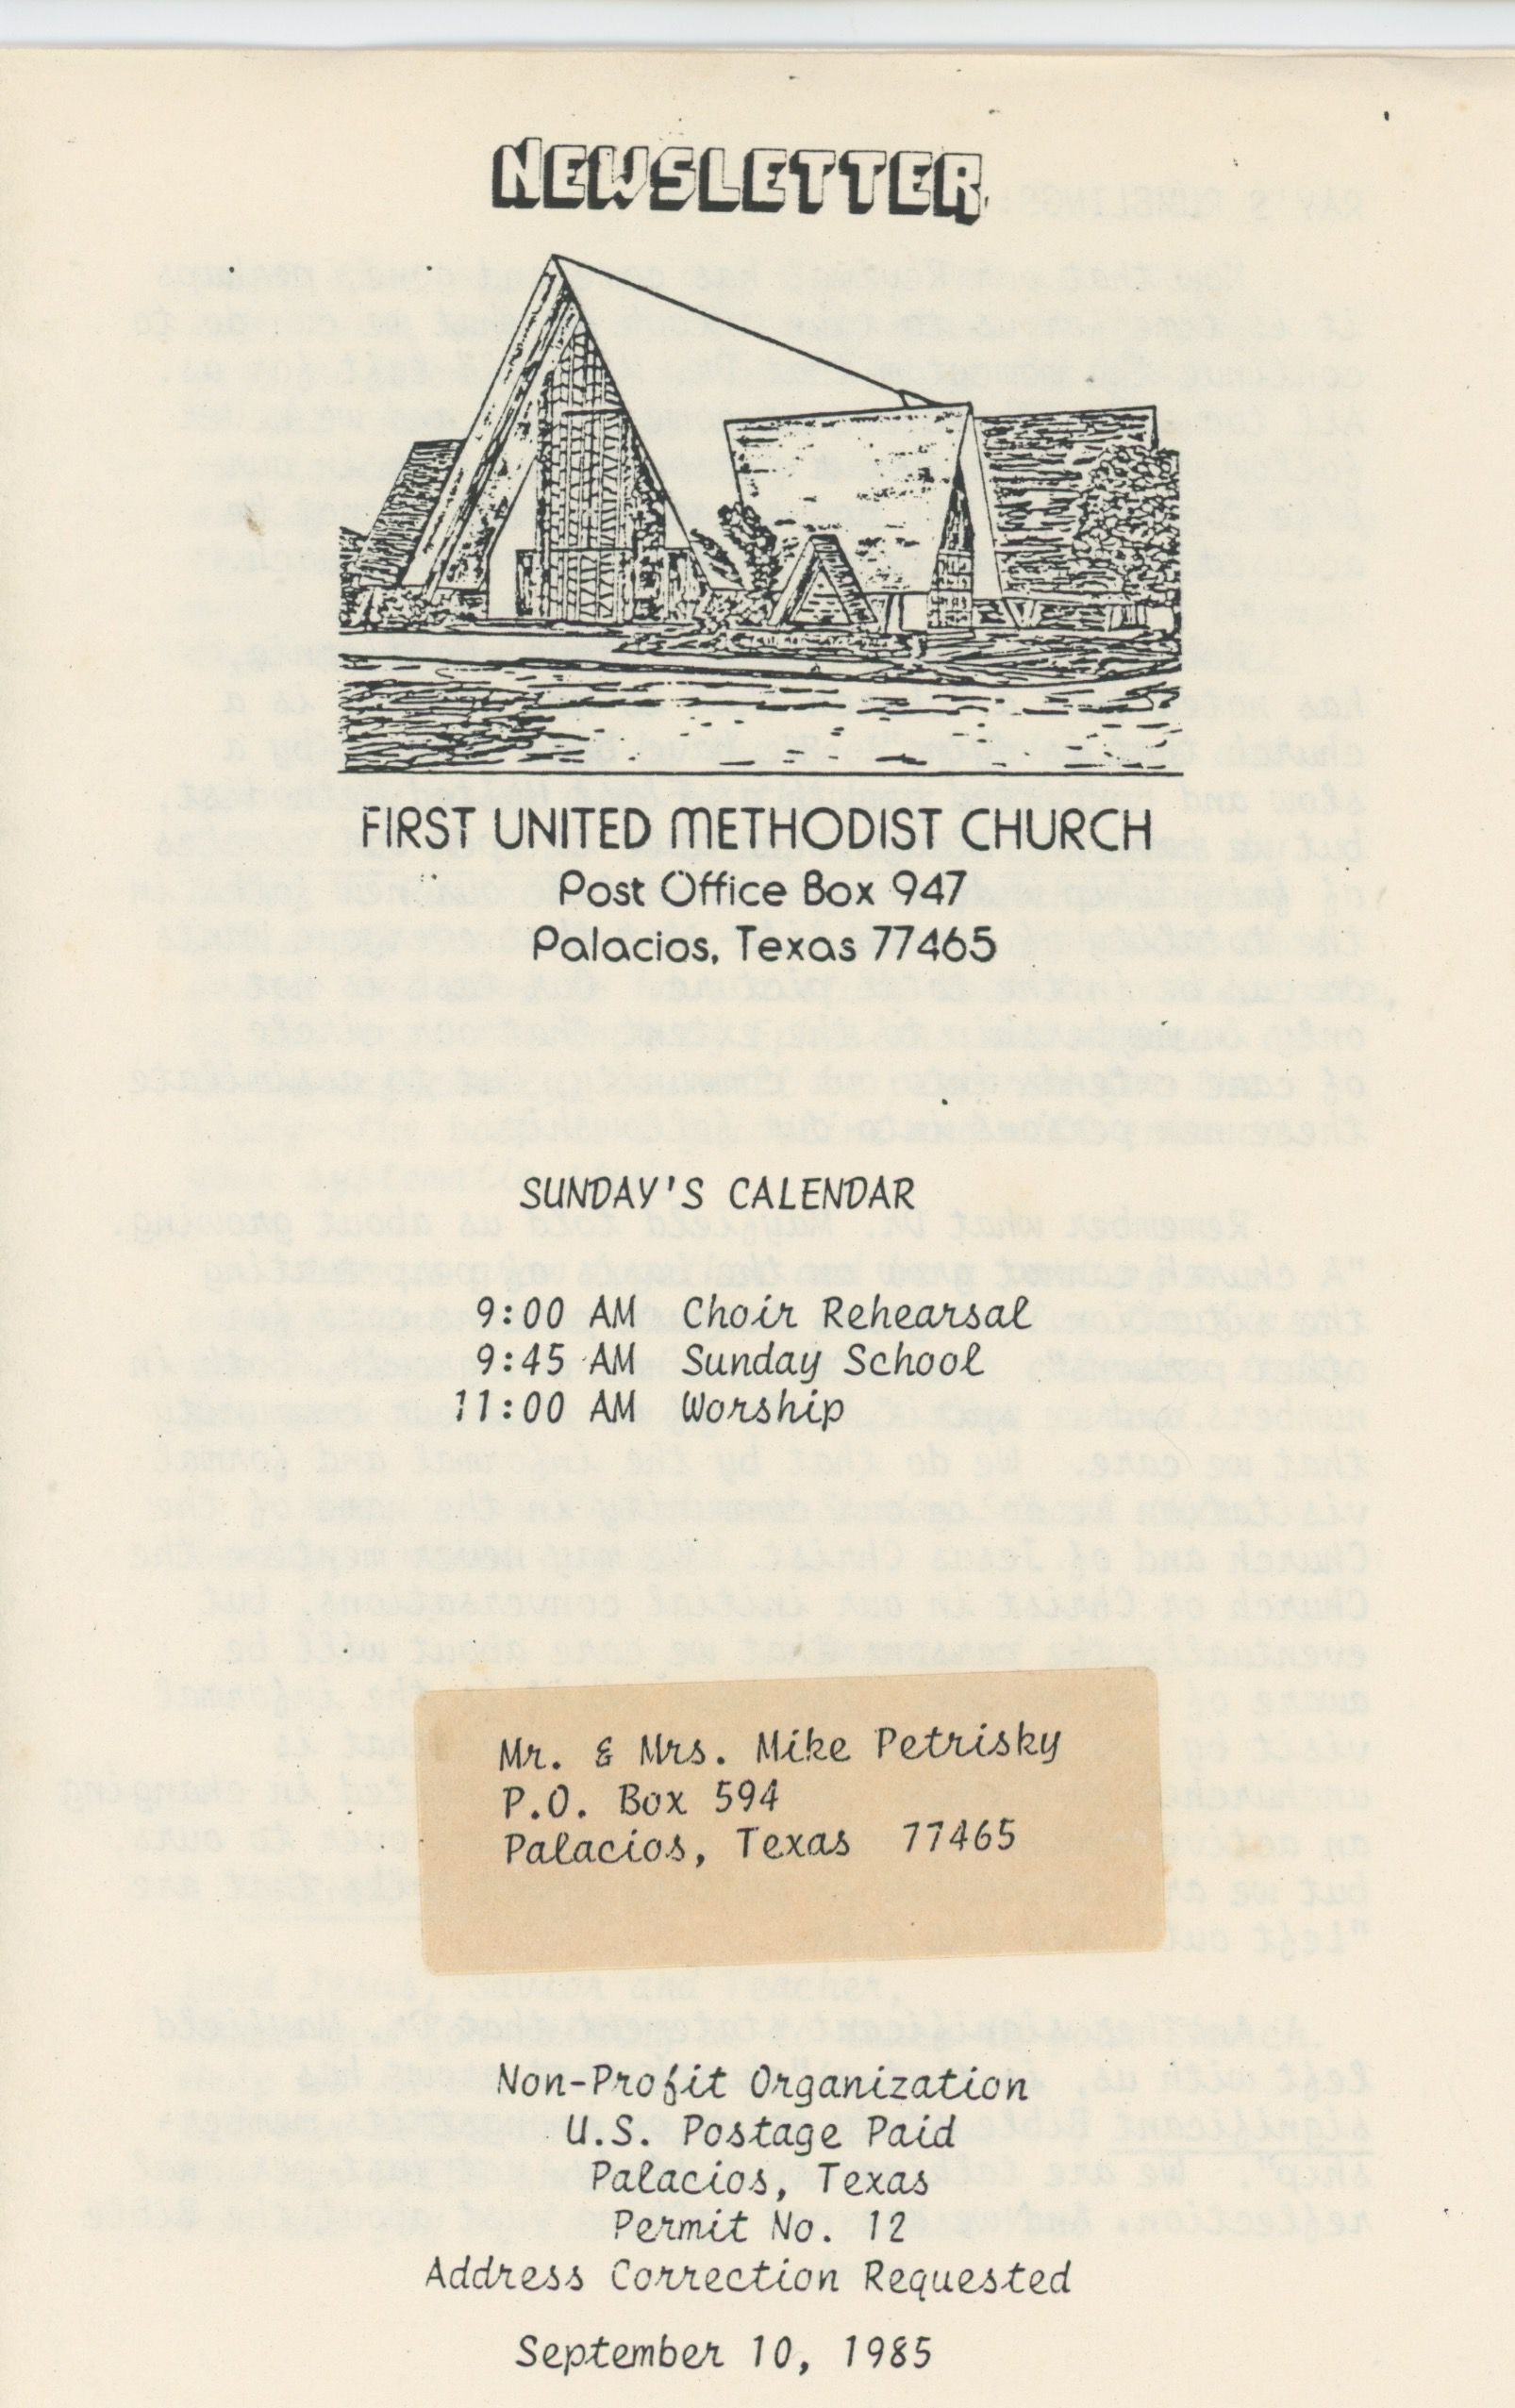 NEWSLETTER
FIRST UNITED METHODIST CHURCH
Post Office Box 947
Palacios, Texas 77465
SUNDAY'S CALENDAR
9:00 AM Choir Rehearsal
9:45 AM Sunday School
11:00 AM Worship
Mr. & Mrs. Mike Petrisky
P.O. Box 594
Palacios, Texas 77465
Non-Profit Organization
U.S. Postage Paid
Palacios, Texas
Permit No. 12
Address Correction Requested
September 10, 1985